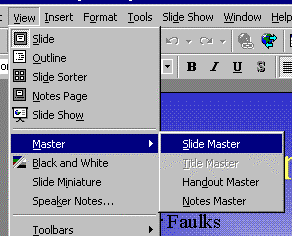 View Insert Format Tools Slide Show Window Help
Slide
Outline
Slide Sorter
Notes Page
Slide Show
Master
Slide Master
Black and White
Title Master
Slide Miniature
Handout Master
Speaker Notes...
Notes Master
Toolbars
Faulks
B I U S